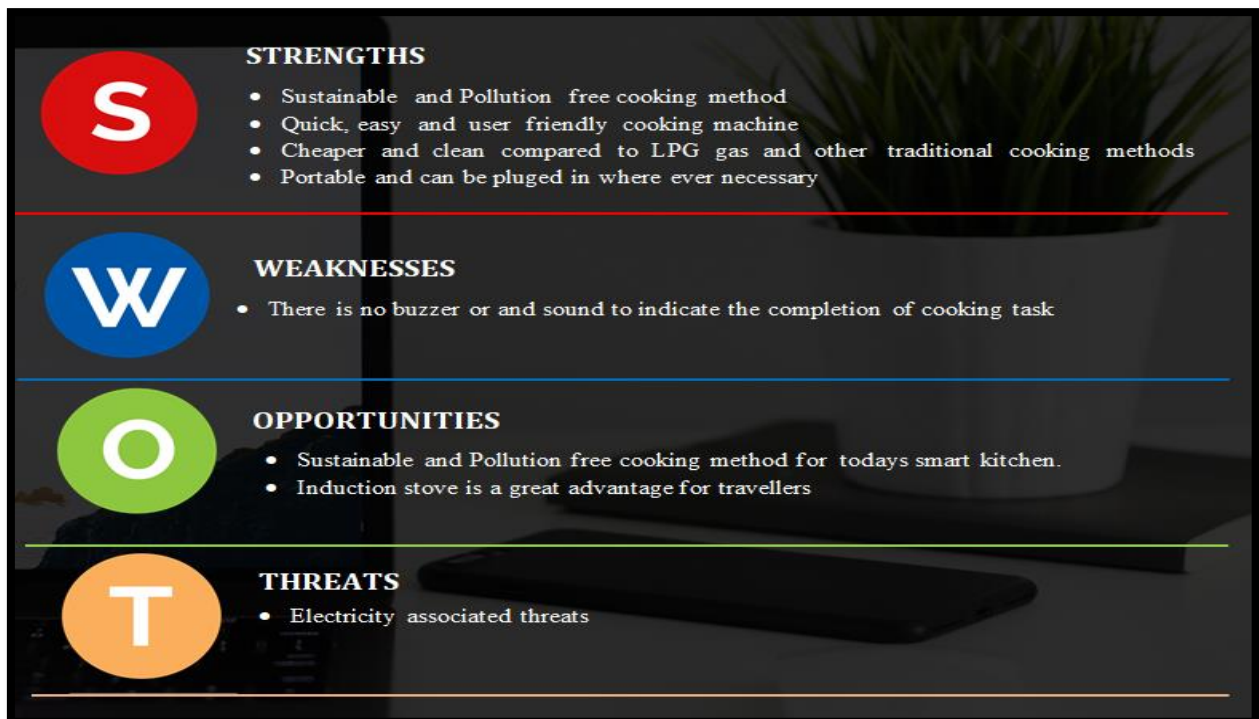 S
STRENGTHS
• Sustainable and Pollution free cooking method
• Quick, easy and user friendly cooking machine
• Cheaper and clean compared to LPG gas and other traditional cooking methods
• Portable and can be pluged in where ever necessary
W
WEAKNESSES
• There is no buzzer or and sound to indicate the completion of cooking task
O
OPPORTUNITIES
• Sustainable and Pollution free cooking method for todays smart kitchen.
• Induction stove is a great advantage for travellers
T
THREATS
• Electricity associated threats